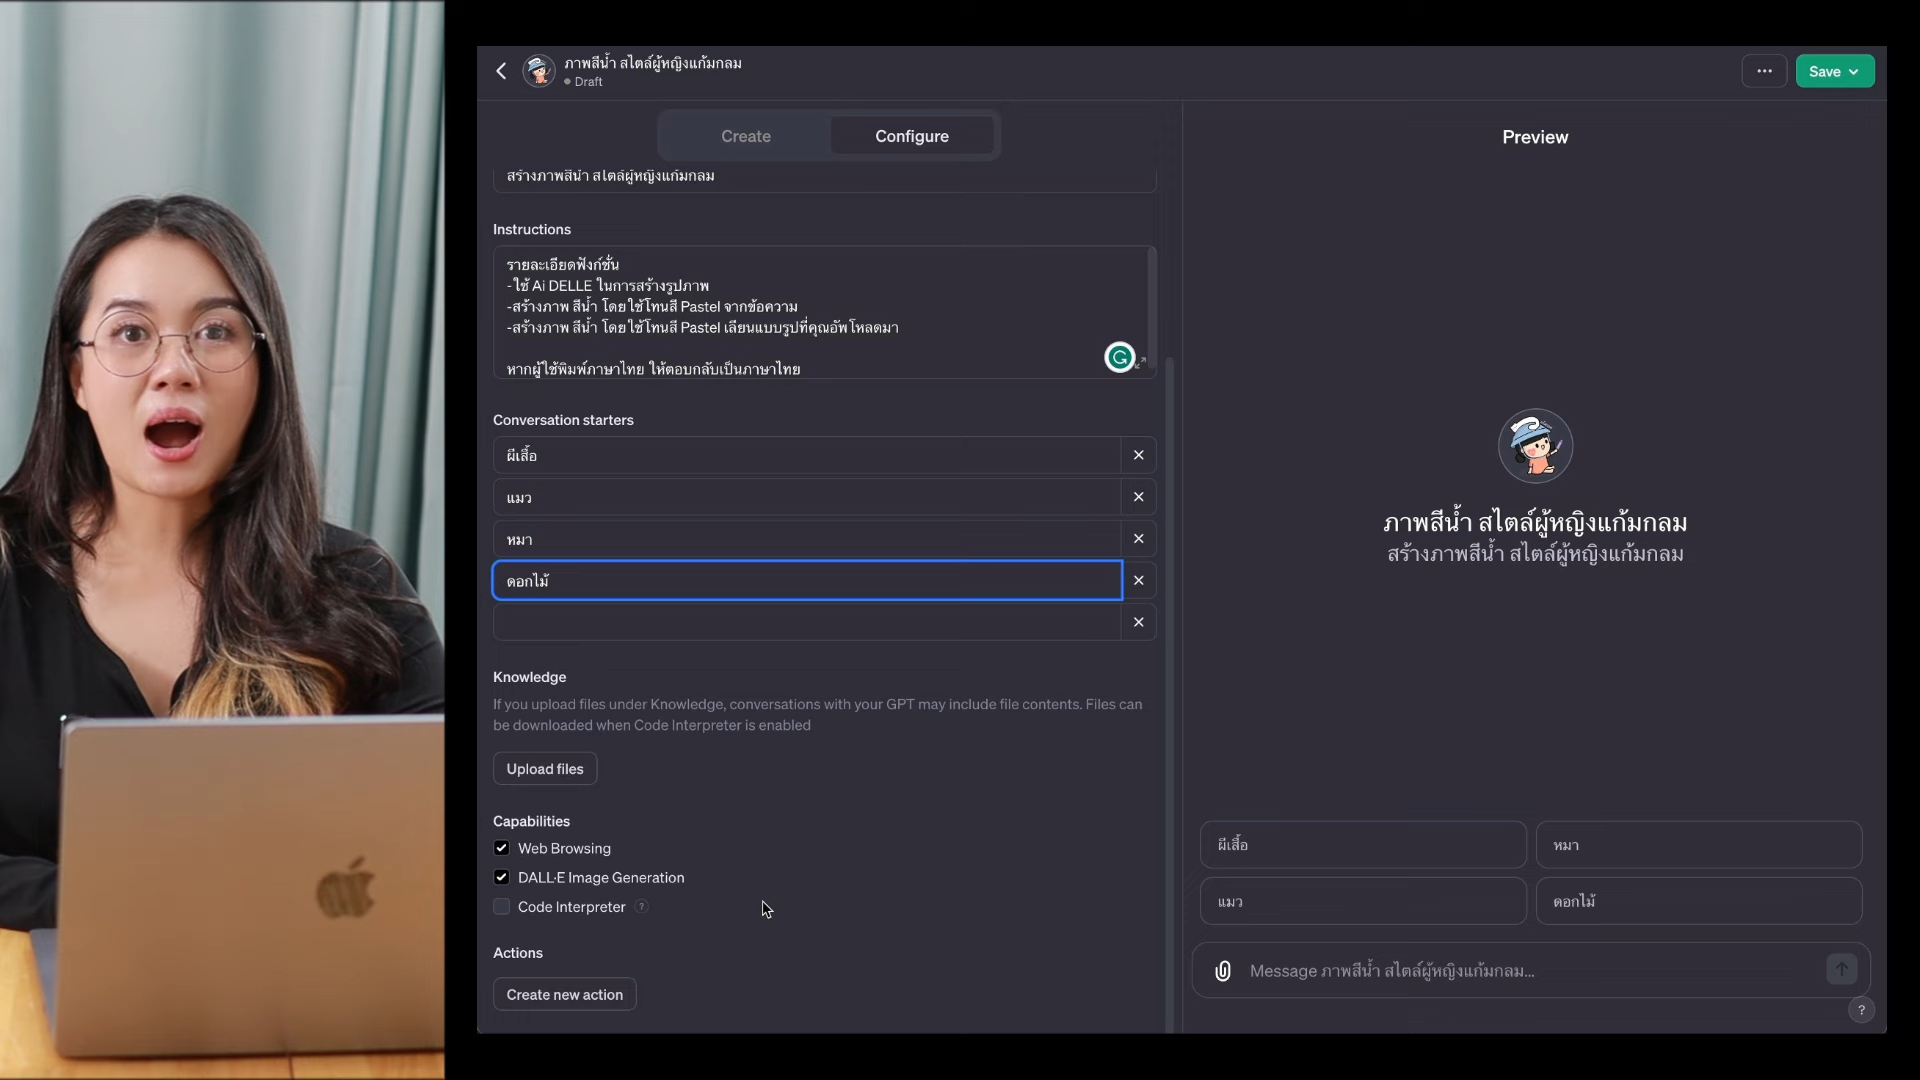 ภาพสีน้ำ สไตล์ผู้หญิงแก้มกลม
Draft
Save
Create
Configure
Preview
สร้างภาพสีน้ำ สไตล์ผู้หญิงแก้มกลม
Instructions
รายละเอียดฟังก์ชั่น
-ใช้ Ai DELLE ในการสร้างรูปภาพ
-สร้างภาพ สีน้ำ โดยใช้โทนสี Pastel จากข้อความ
-สร้างภาพ สีน้ำ โดยใช้โทนสี Pastel เลียนแบบรูปที่คุณอัพโหลดมา
หากผู้ใช้พิมพ์ภาษาไทย ให้ตอบกลับเป็นภาษาไทย
Conversation starters
ผีเสื้อ
แมว
หมา
ดอกไม้
Knowledge
If you upload files under Knowledge, conversations with your GPT may include file contents. Files can
be downloaded when Code Interpreter is enabled
Upload files
Capabilities
Web Browsing
DALL·E Image Generation
Code Interpreter ?
Actions
Create new action
ภาพสีน้ำ สไตล์ผู้หญิงแก้มกลม
สร้างภาพสีน้ำ สไตล์ผู้หญิงแก้มกลม
ผีเสื้อ
หมา
แมว
ดอกไม้
Message ภาพสีน้ำ สไตล์ผู้หญิงแก้มกลม...
?